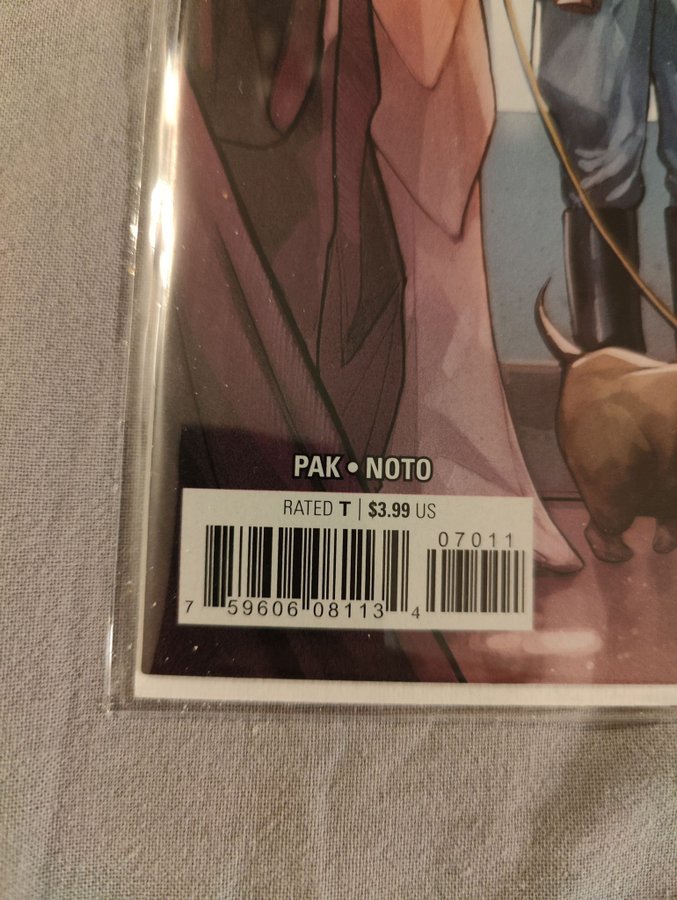 PAK • NOTO
RATED T | $3.99 US
07011
7 59606 08113 4